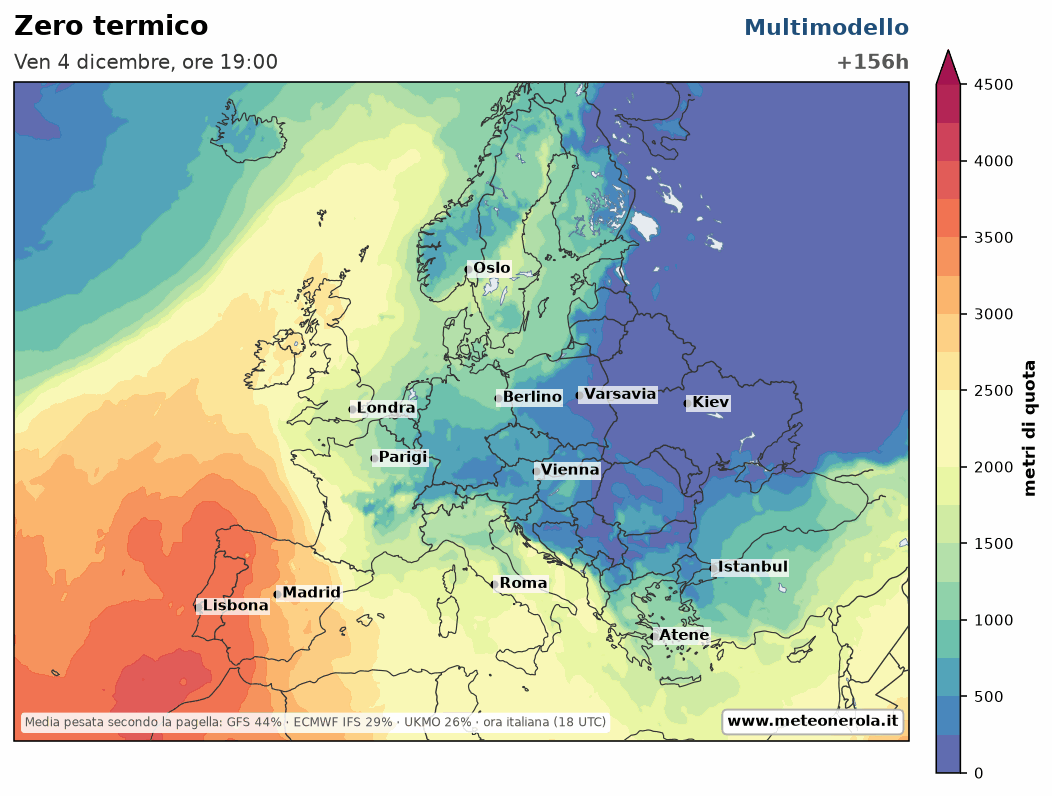 Zero termico
Multimodello
Ven 4 dicembre, ore 19:00
+156h
4500
4000
3500
3000
2500
2000
1500
1000
500
0
metri di quota
Oslo
Berlino
Varsavia
Kiev
Londra
Parigi
Vienna
Istanbul
Roma
Madrid
Lisbona
Atene
Media pesata secondo la pagella: GFS 44% · ECMWF IFS 29% · UKMO 26% · ora italiana (18 UTC)
www.meteonerola.it